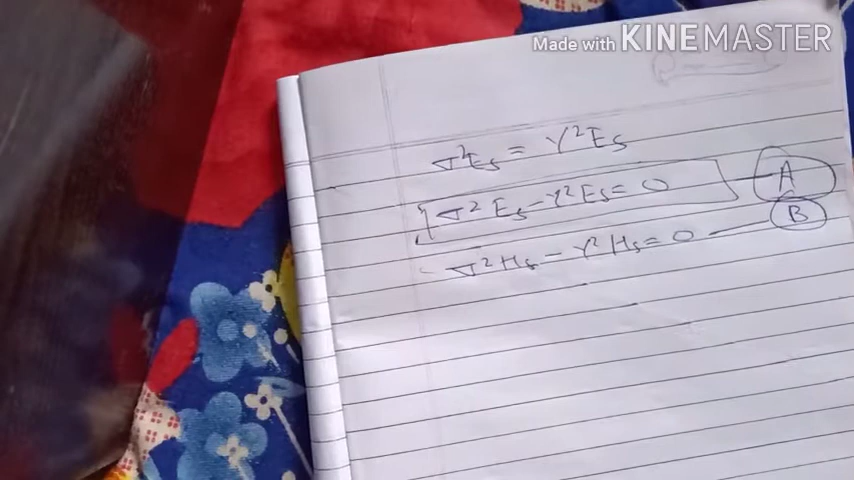 Made with KINEMASTER
∇²Es = γ²Es
∇²Es - γ²Es = 0 — A
∇²Hs - γ²Hs = 0 — B